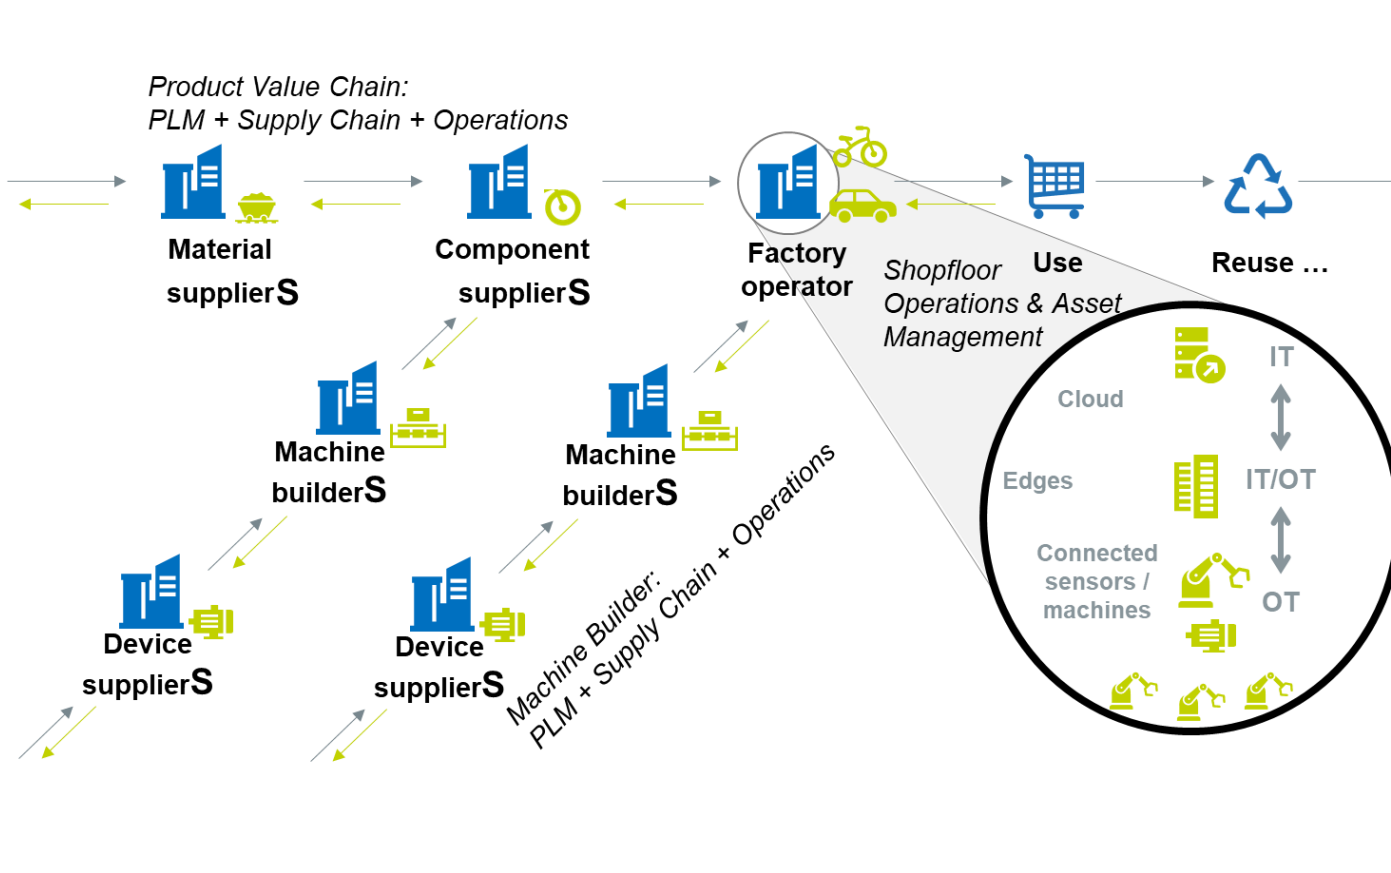 Product Value Chain:
PLM + Supply Chain + Operations
Material
supplierS
Component
supplierS
Factory
operator
Use
Reuse ...
Shopfloor
Operations & Asset
Management
Machine
builderS
Machine
builderS
Device
supplierS
Device
supplierS
Machine Builder:
PLM + Supply Chain + Operations
IT
Cloud
Edges
IT/OT
Connected
sensors /
machines
OT